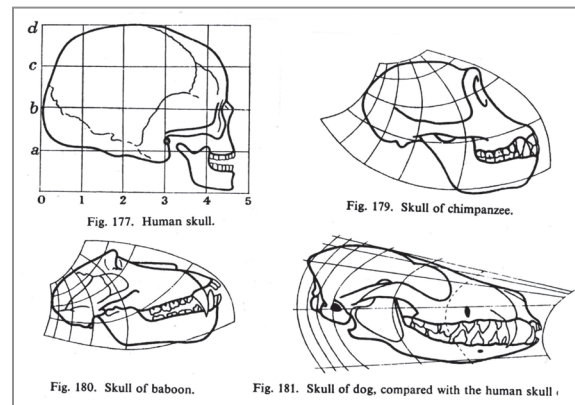 d
c
b
a
0 1 2 3 4 5
Fig. 177. Human skull.
Fig. 179. Skull of chimpanzee.
Fig. 180. Skull of baboon.
Fig. 181. Skull of dog, compared with the human skull